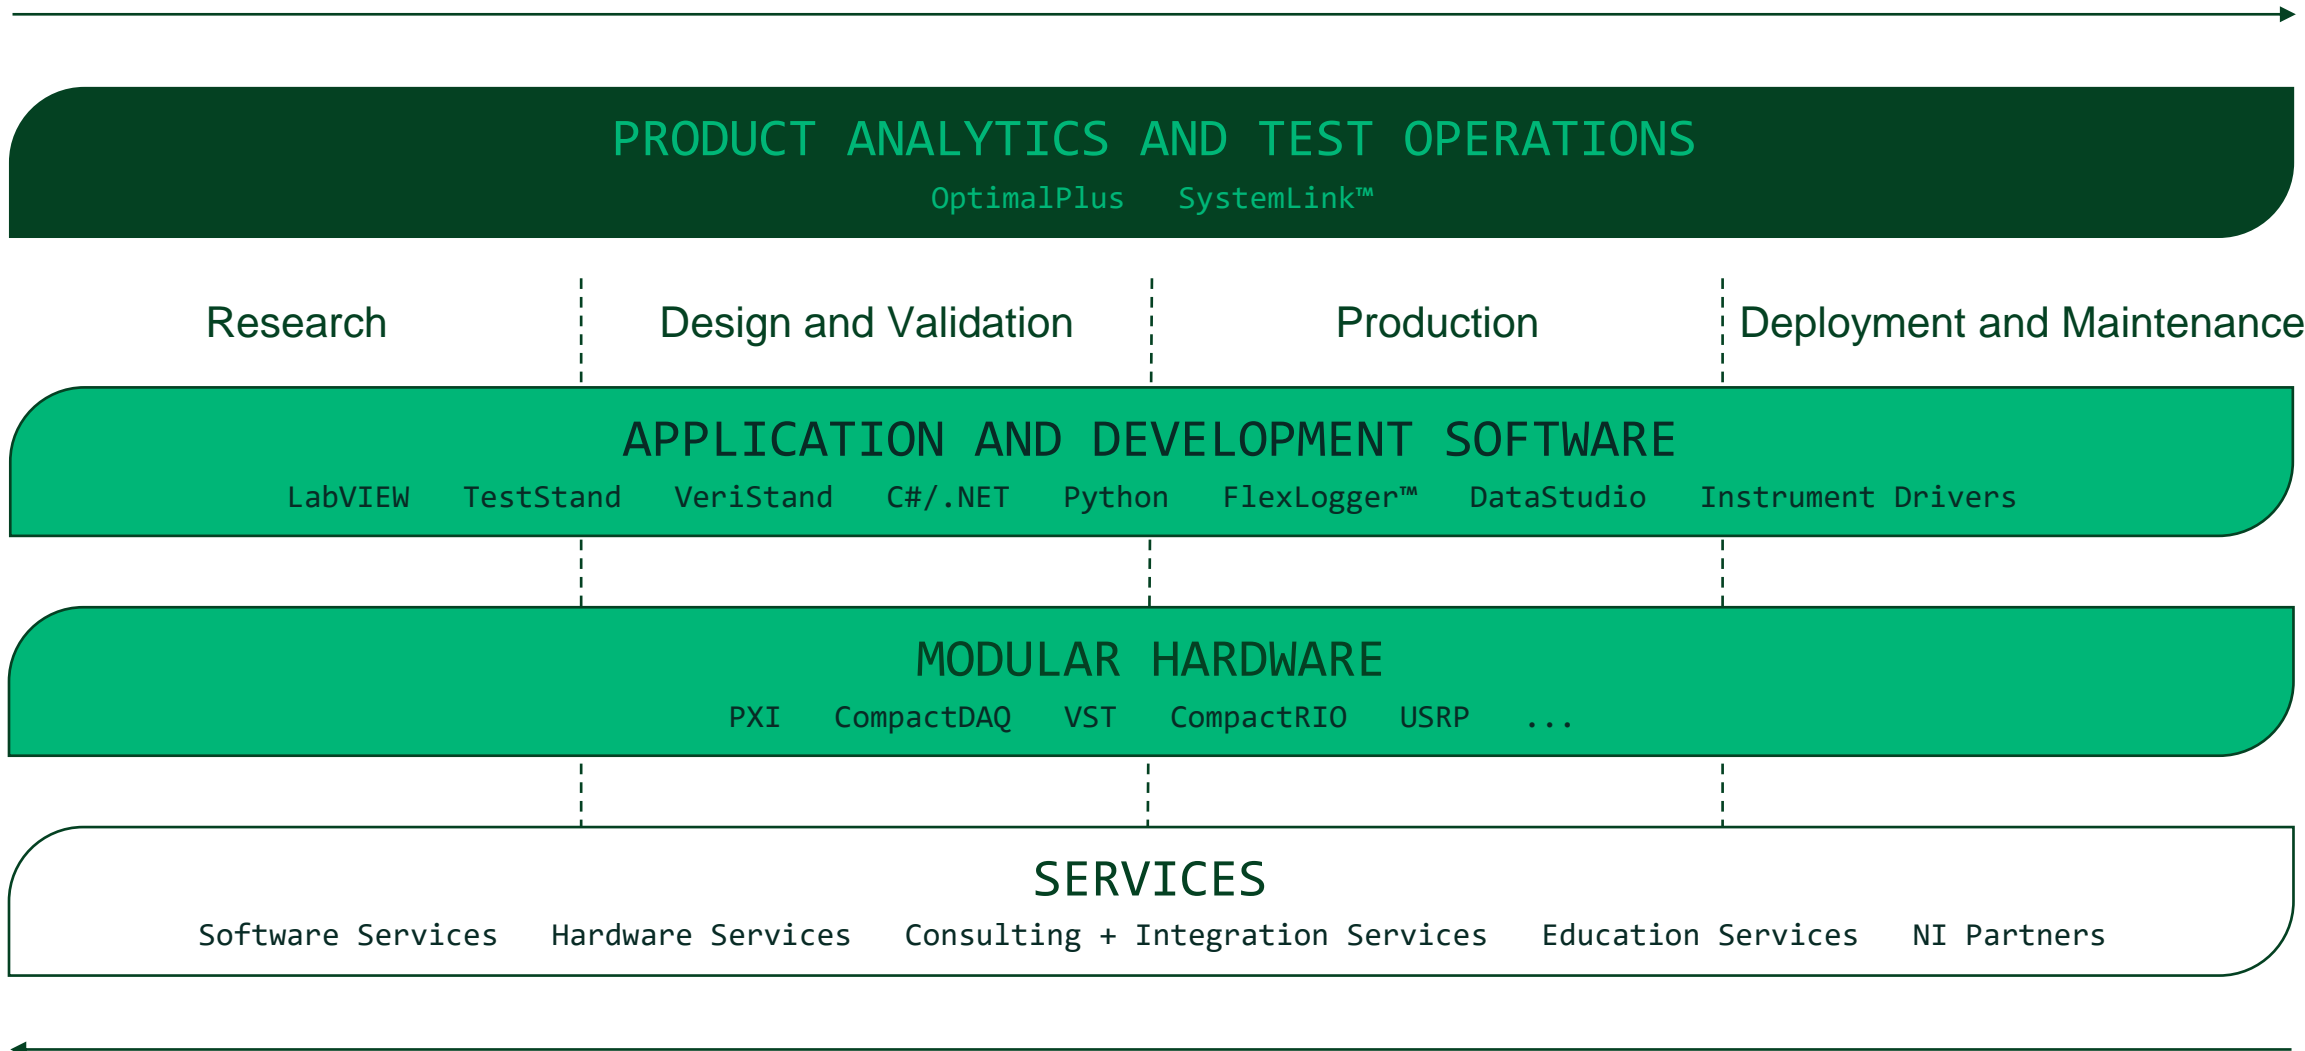 PRODUCT ANALYTICS AND TEST OPERATIONS
OptimalPlus SystemLink™
Research Design and Validation Production Deployment and Maintenance
APPLICATION AND DEVELOPMENT SOFTWARE
LabVIEW TestStand VeriStand C#/.NET Python FlexLogger™ DataStudio Instrument Drivers
MODULAR HARDWARE
PXI CompactDAQ VST CompactRIO USRP ...
SERVICES
Software Services Hardware Services Consulting + Integration Services Education Services NI Partners